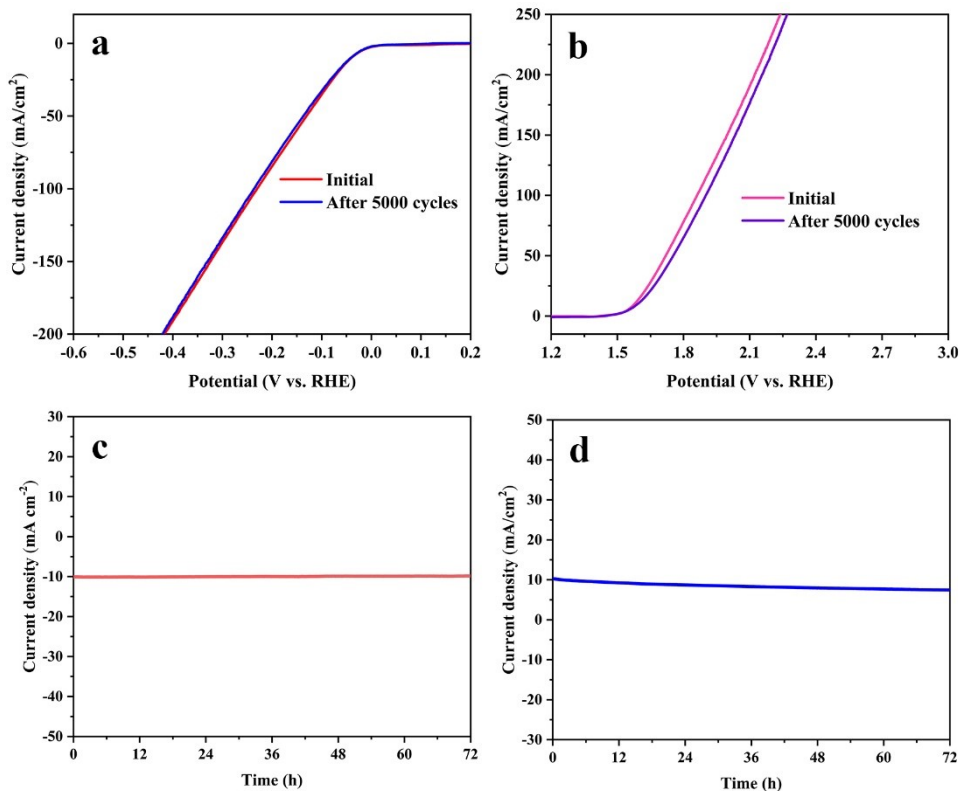 a
0
-50
-100
-150
-200
Current density (mA/cm²)
Initial
After 5000 cycles
-0.6 -0.5 -0.4 -0.3 -0.2 -0.1 0.0 0.1 0.2
Potential (V vs. RHE)
b
250
200
150
100
50
0
Current density (mA/cm²)
Initial
After 5000 cycles
1.2 1.5 1.8 2.1 2.4 2.7 3.0
Potential (V vs. RHE)
c
30
20
10
0
-10
-20
-30
-40
-50
Current density (mA cm⁻²)
0 12 24 36 48 60 72
Time (h)
d
50
40
30
20
10
0
-10
-20
-30
Current density (mA/cm²)
0 12 24 36 48 60 72
Time (h)